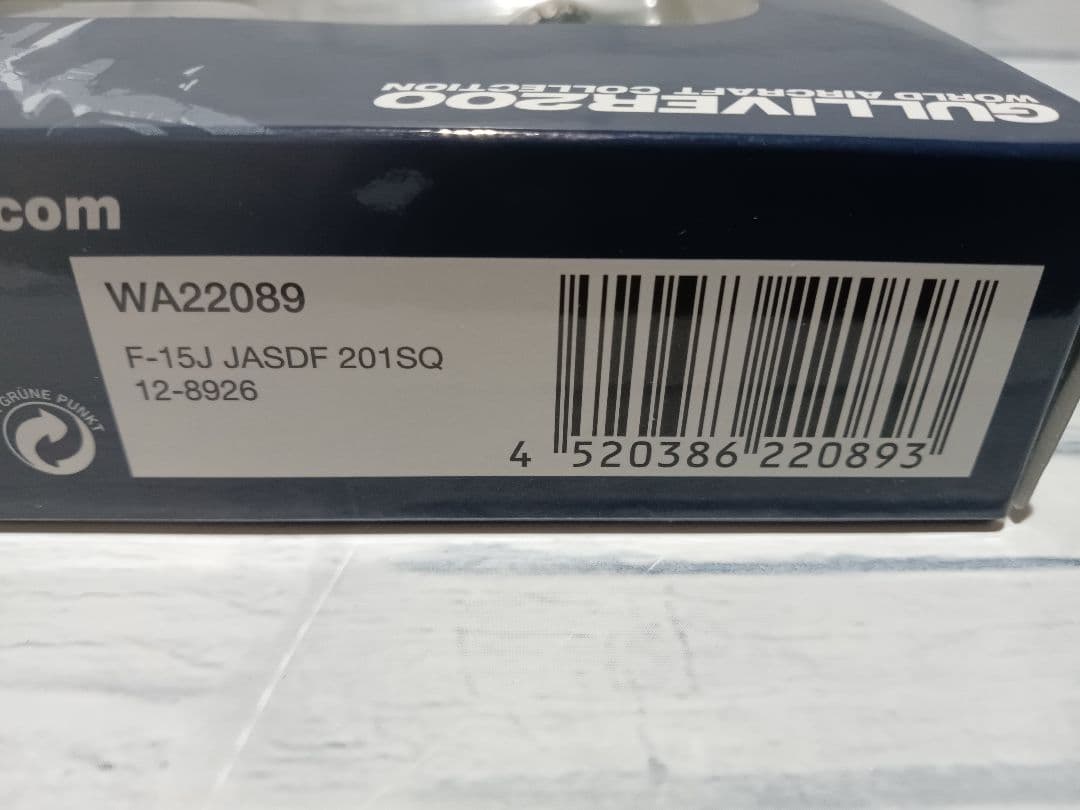 GULLIVER200
WORLD AIRCRAFT COLLECTION
.com
WA22089
F-15J JASDF 201SQ
12-8926
GRÜNE PUNKT
4 520386 220893